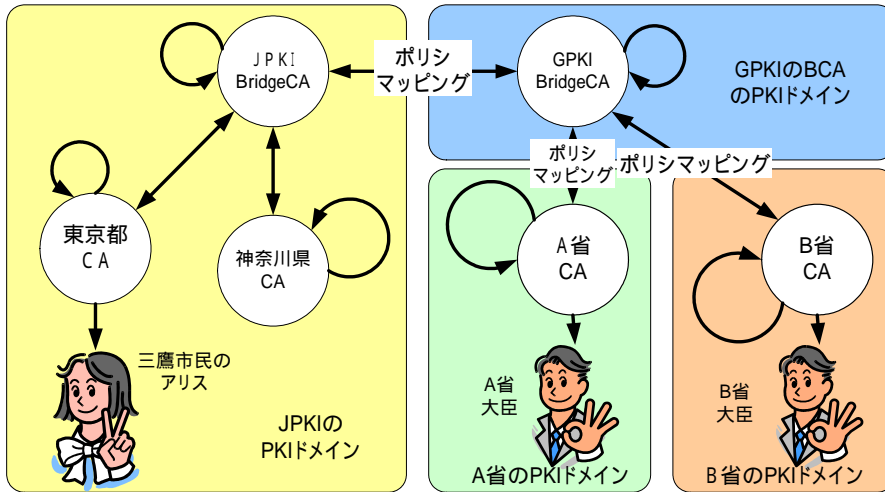 JPKI
BridgeCA
ポリシ
マッピング
GPKI
BridgeCA
GPKIのBCA
のPKIドメイン
ポリシ
マッピング
ポリシマッピング
東京都
CA
神奈川県
CA
A省
CA
B省
CA
三鷹市民の
アリス
JPKIの
PKIドメイン
A省
大臣
A省のPKIドメイン
B省
大臣
B省のPKIドメイン